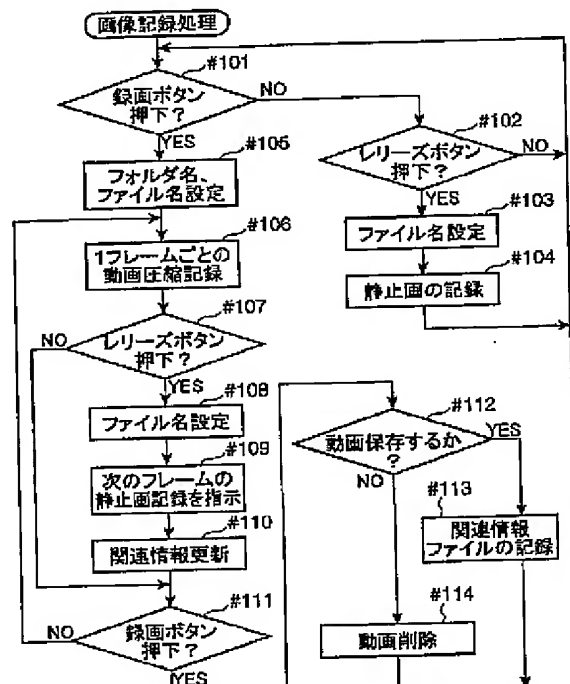 画像記録処理
#101
録画ボタン
押下?
NO
YES
#102
レリーズボタン
押下?
NO
YES
#103
ファイル名設定
#104
静止画の記録
#105
フォルダ名、
ファイル名設定
#106
1フレームごとの
動画圧縮記録
#107
レリーズボタン
押下?
NO
YES
#108
ファイル名設定
#109
次のフレームの
静止画記録を指示
#110
関連情報更新
#111
録画ボタン
押下?
NO
YES
#112
動画保存するか
?
YES
NO
#113
関連情報
ファイルの記録
#114
動画削除